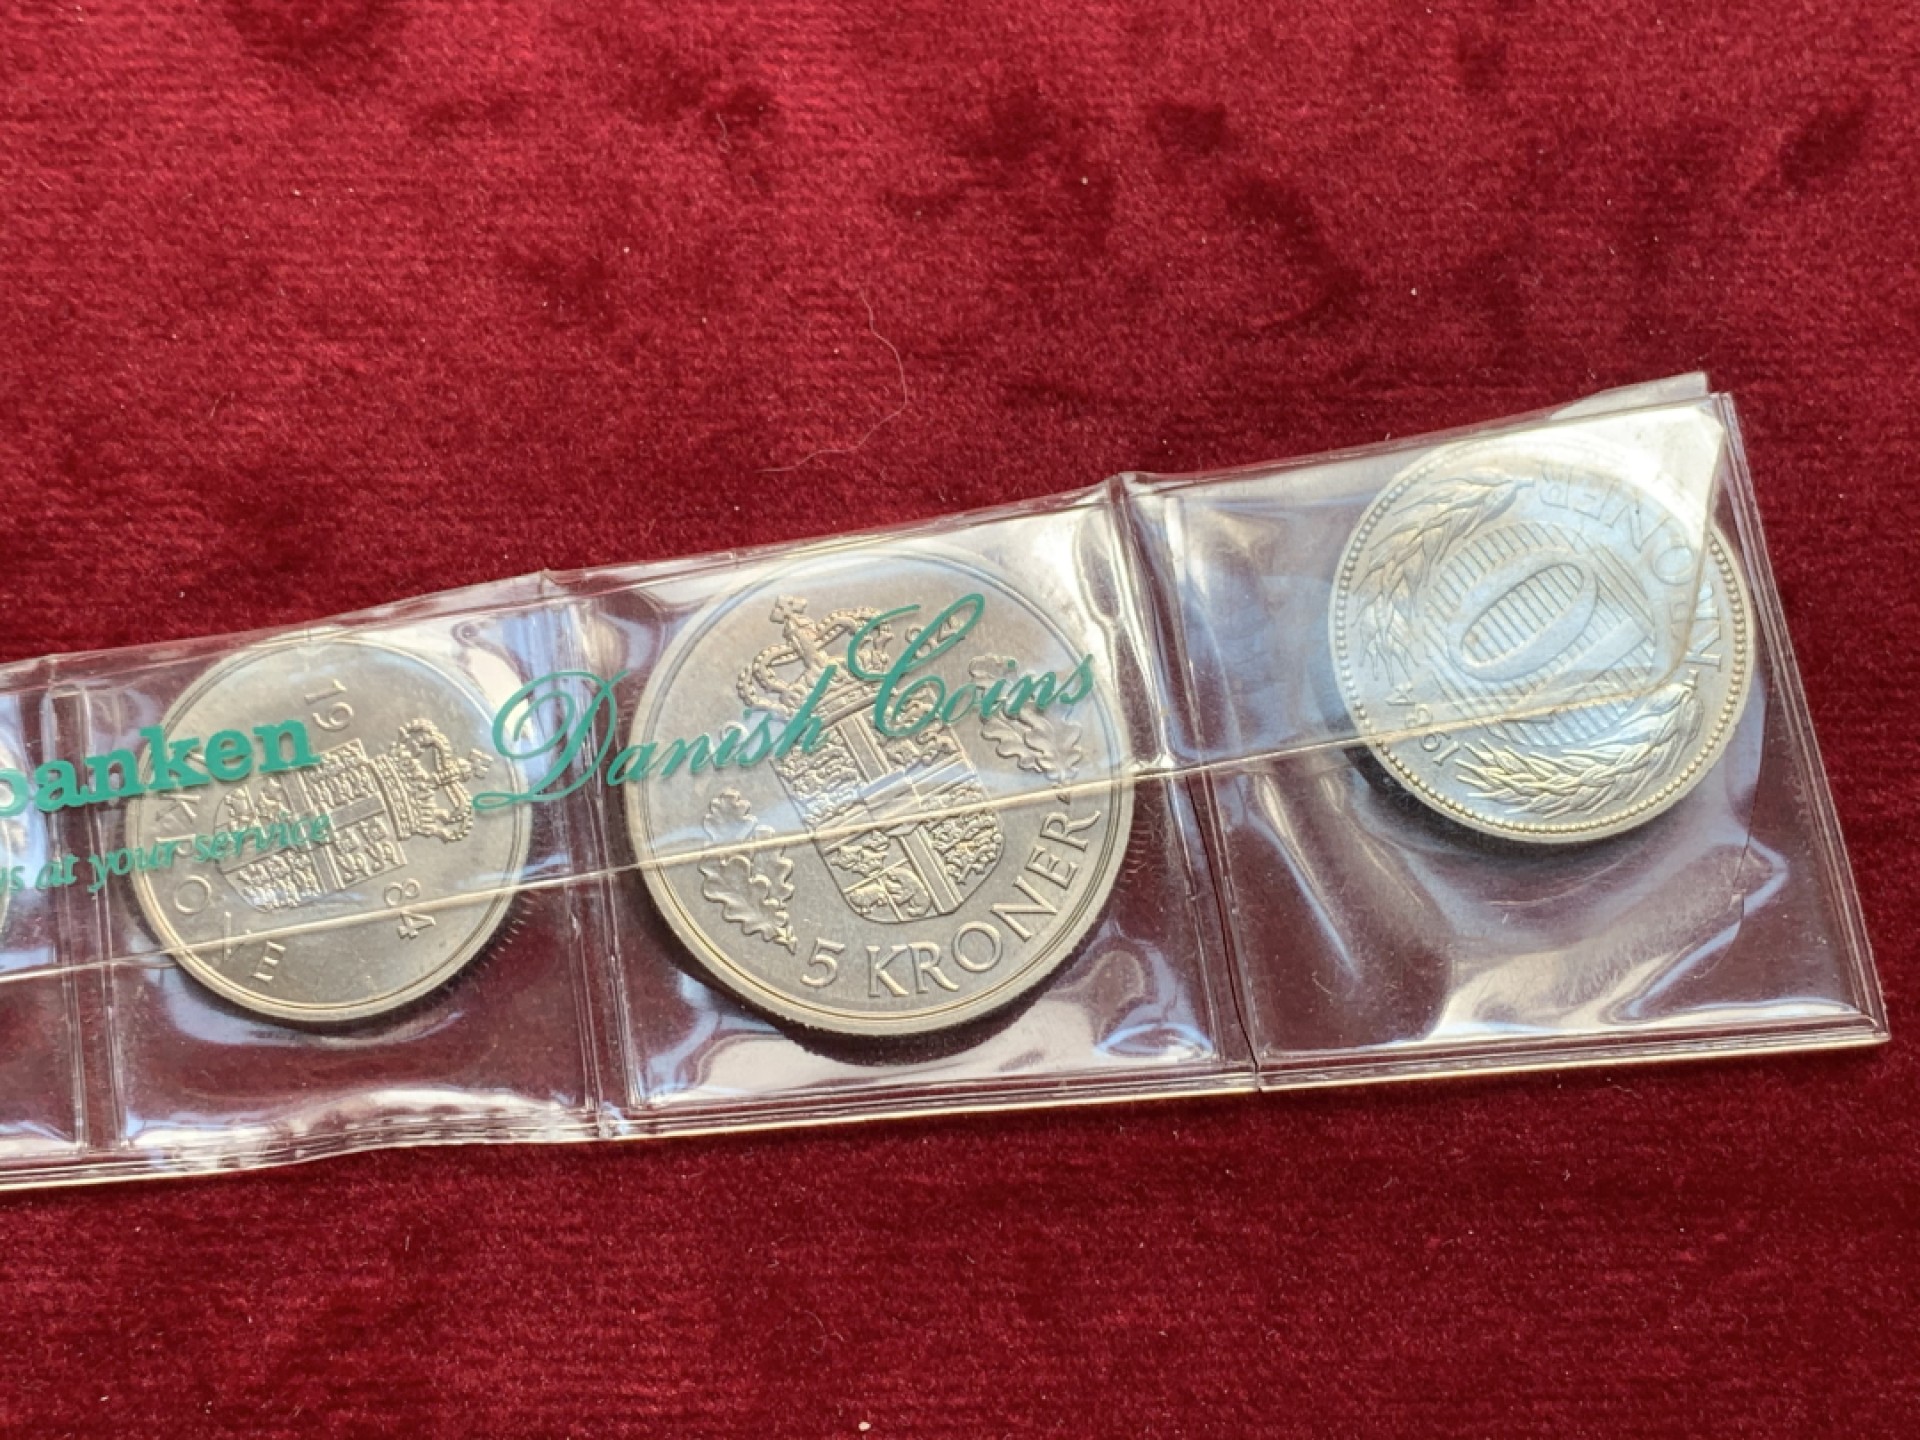 banken
at your service
Danish Coins
1984
KRONE
5 KRONER
10 KRONER
1984